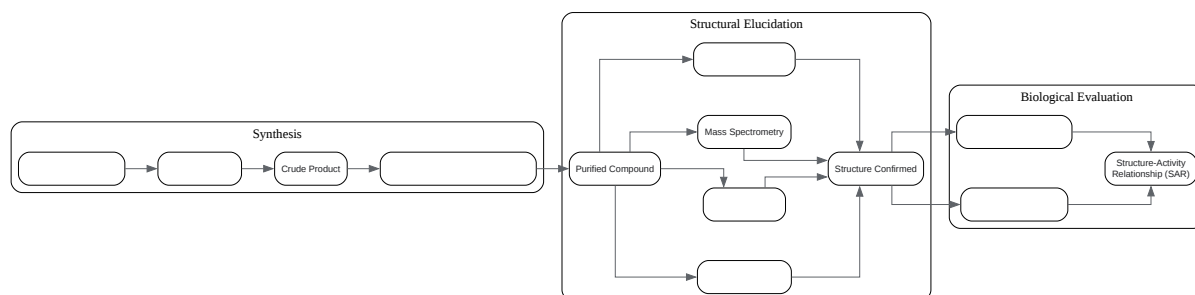 Structural Elucidation
Biological Evaluation
Synthesis
Mass Spectrometry
Crude Product
Purified Compound
Structure Confirmed
Structure-Activity
Relationship (SAR)